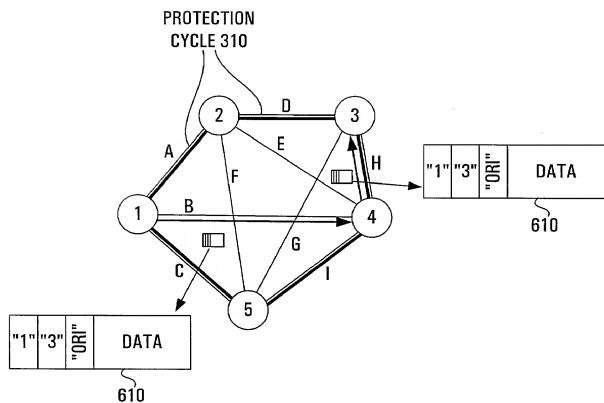 PROTECTION
CYCLE 310
2
D
3
A
E
H
F
"1" "3" "ORI" DATA
610
1
B
4
G
C
I
5
"1" "3" "ORI" DATA
610